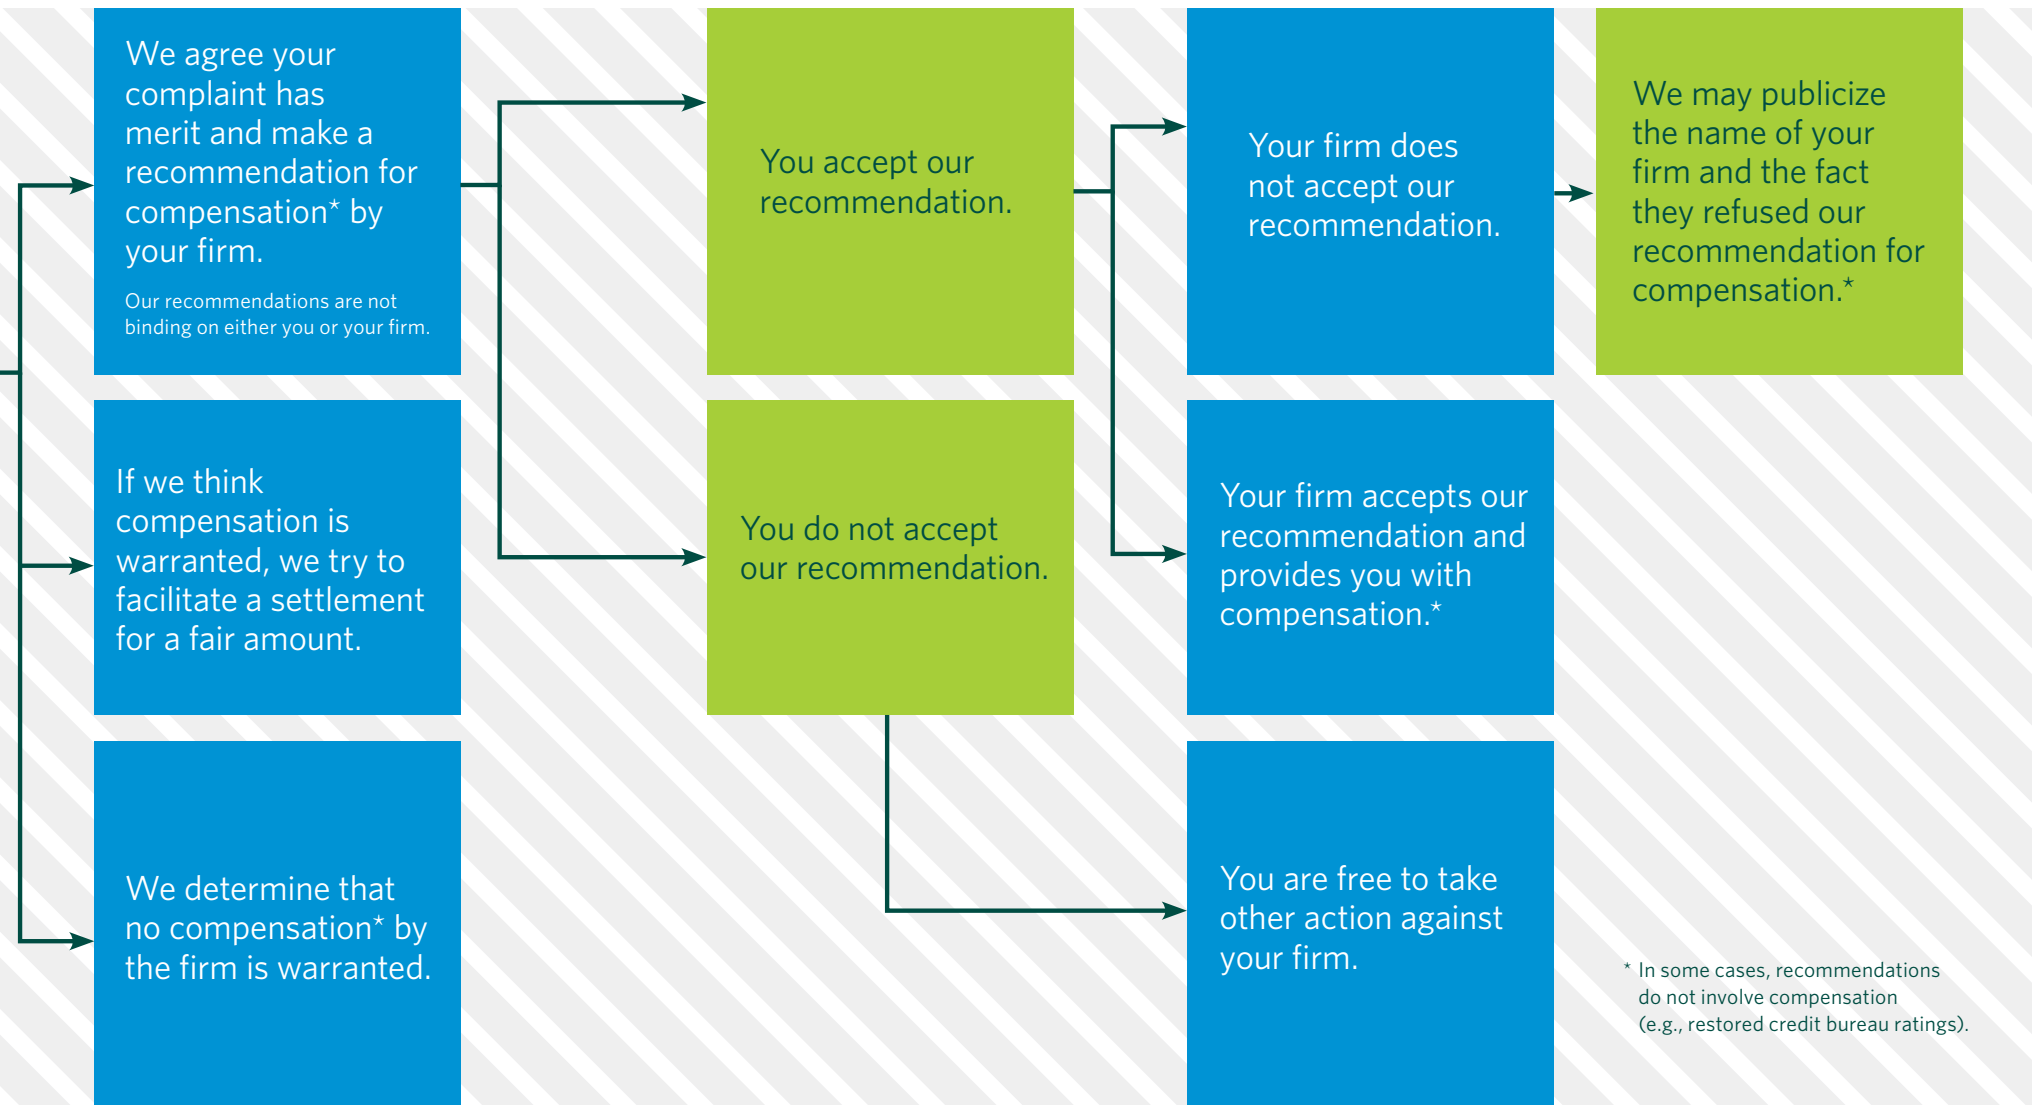 We agree your
complaint has
merit and make a
recommendation for
compensation* by
your firm.
Our recommendations are not
binding on either you or your firm.
If we think
compensation is
warranted, we try to
facilitate a settlement
for a fair amount.
We determine that
no compensation* by
the firm is warranted.
You accept our
recommendation.
You do not accept
our recommendation.
Your firm does
not accept our
recommendation.
Your firm accepts our
recommendation and
provides you with
compensation.*
You are free to take
other action against
your firm.
We may publicize
the name of your
firm and the fact
they refused our
recommendation for
compensation.*
* In some cases, recommendations
do not involve compensation
(e.g., restored credit bureau ratings).